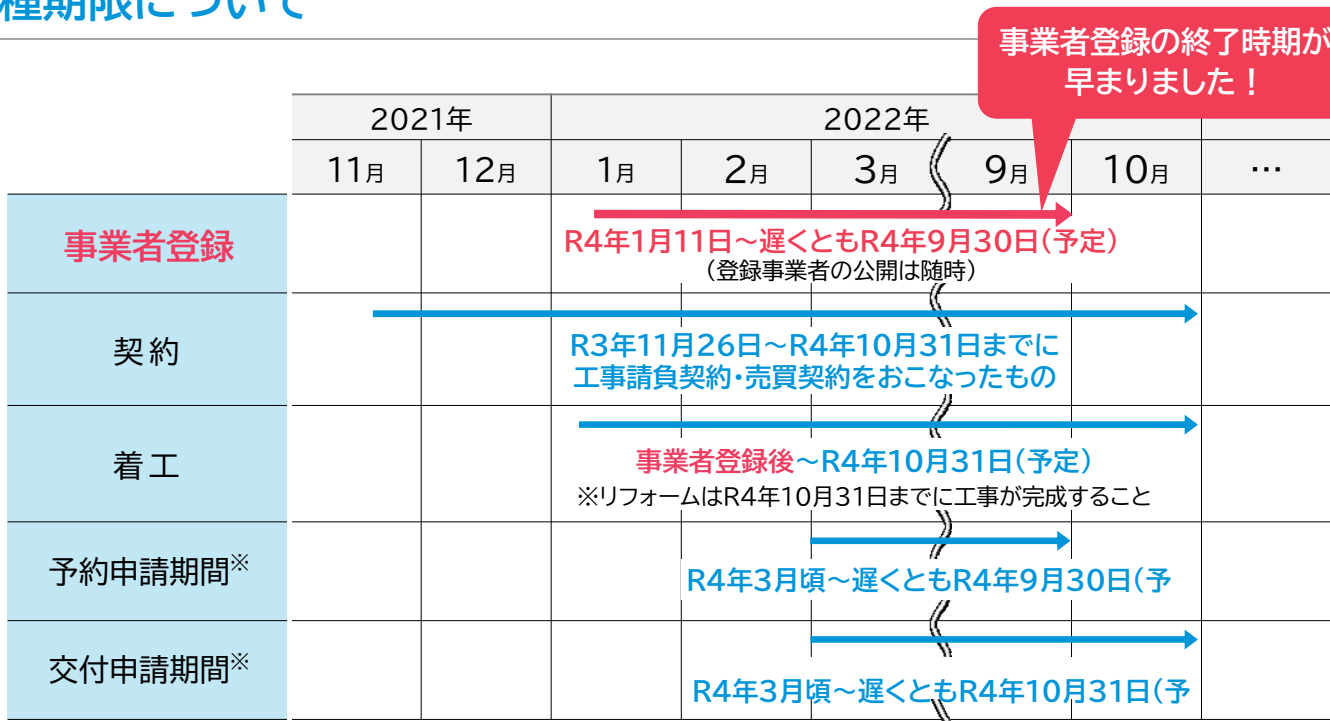 種期限について
事業者登録の終了時期が
早まりました！
2021年 2022年
11月 12月 1月 2月 3月 9月 10月 …
事業者登録
R4年1月11日～遅くともR4年9月30日(予定)
（登録事業者の公開は随時）
契約
R3年11月26日～R4年10月31日までに
工事請負契約・売買契約をおこなったもの
着工
事業者登録後～R4年10月31日(予定)
※リフォームはR4年10月31日までに工事が完成すること
予約申請期間※
R4年3月頃～遅くともR4年9月30日(予
交付申請期間※
R4年3月頃～遅くともR4年10月31日(予